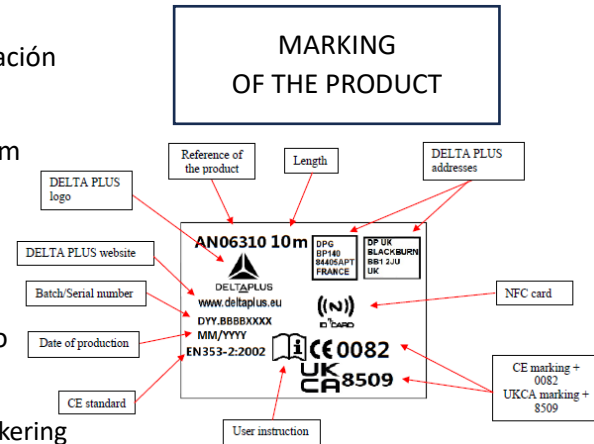 ación
m
o
kering
MARKING
OF THE PRODUCT
Reference of
the product
Length
DELTA PLUS
addresses
DELTA PLUS
logo
DELTA PLUS website
Batch/Serial number
Date of production
CE standard
User instruction
NFC card
CE marking +
0082
UKCA marking +
8509
AN06310 10m
DPG
BP140
84405APT
FRANCE
DP UK
BLACKBURN
BB1 2JU
UK
DELTAPLUS
www.deltaplus.eu
DYY.BBBBXXXX
MM/YYYY
EN353-2:2002
((N))
ID CARD
i
CE 0082
UK
CA 8509